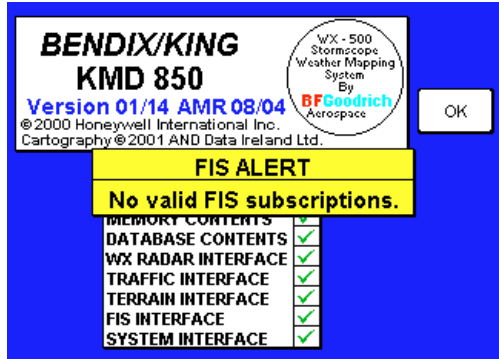 BENDIX/KING
KMD 850
Version 01/14 AMR 08/04
© 2000 Honeywell International Inc.
Cartography © 2001 AND Data Ireland Ltd.
WX - 500
Stormscope
Weather Mapping
System
By
BFGoodrich
Aerospace
OK
FIS ALERT
No valid FIS subscriptions.
MEMORY CONTENTS
DATABASE CONTENTS
WX RADAR INTERFACE
TRAFFIC INTERFACE
TERRAIN INTERFACE
FIS INTERFACE
SYSTEM INTERFACE